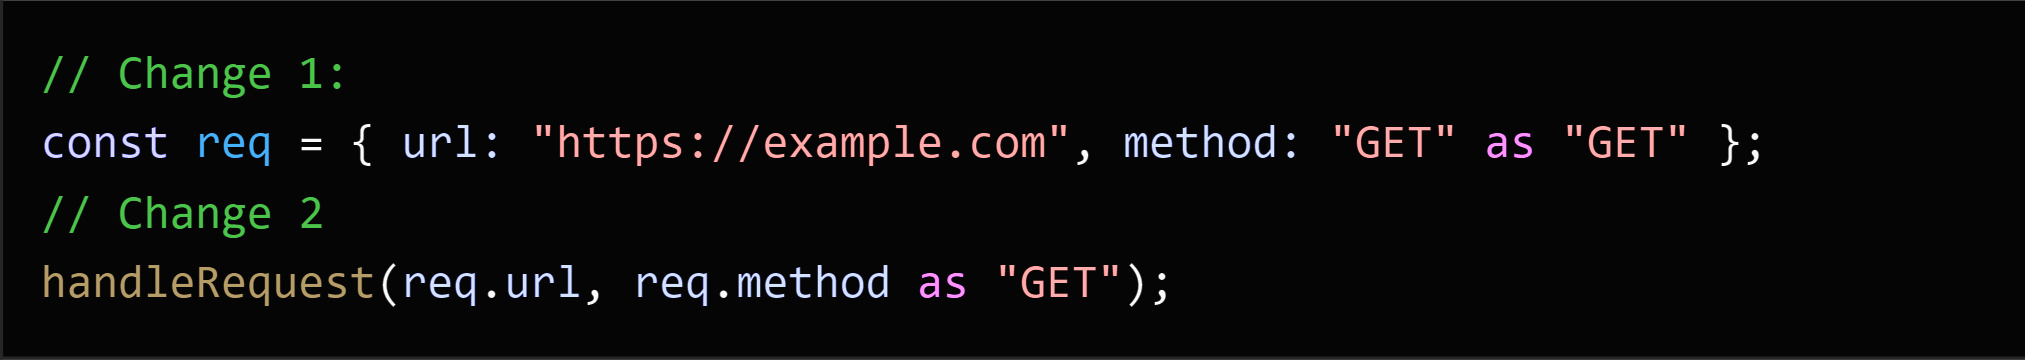 // Change 1:
const req = { url: "https://example.com", method: "GET" as "GET" };
// Change 2
handleRequest(req.url, req.method as "GET");